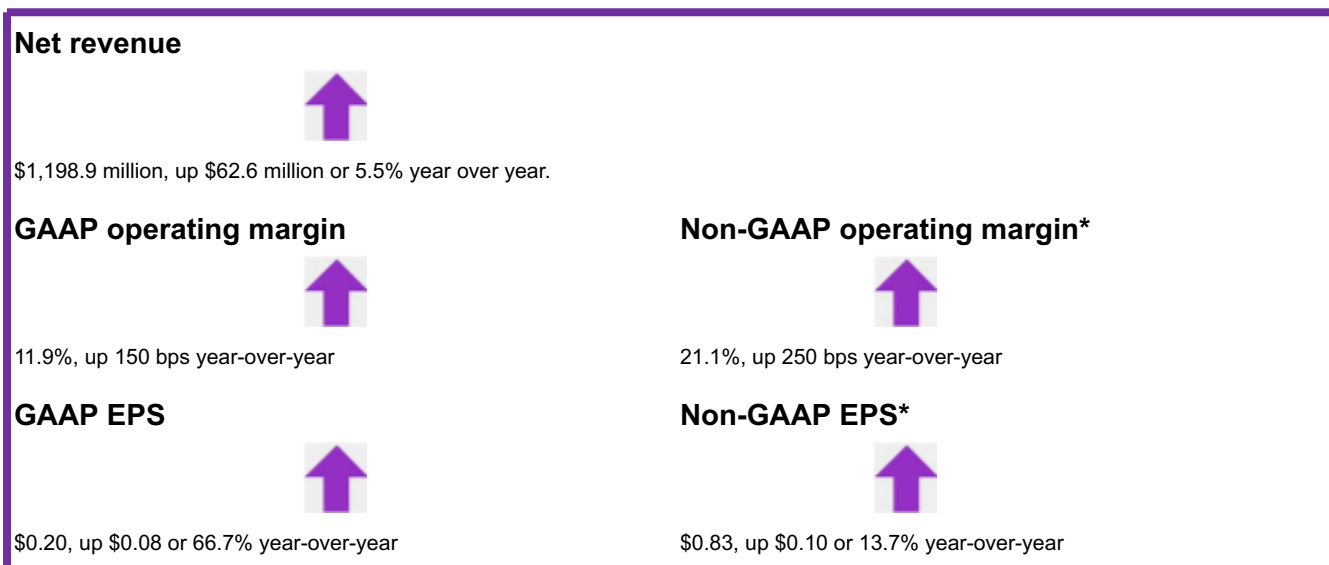 Net revenue
$1,198.9 million, up $62.6 million or 5.5% year over year.
GAAP operating margin
Non-GAAP operating margin*
11.9%, up 150 bps year-over-year
21.1%, up 250 bps year-over-year
GAAP EPS
Non-GAAP EPS*
$0.20, up $0.08 or 66.7% year-over-year
$0.83, up $0.10 or 13.7% year-over-year